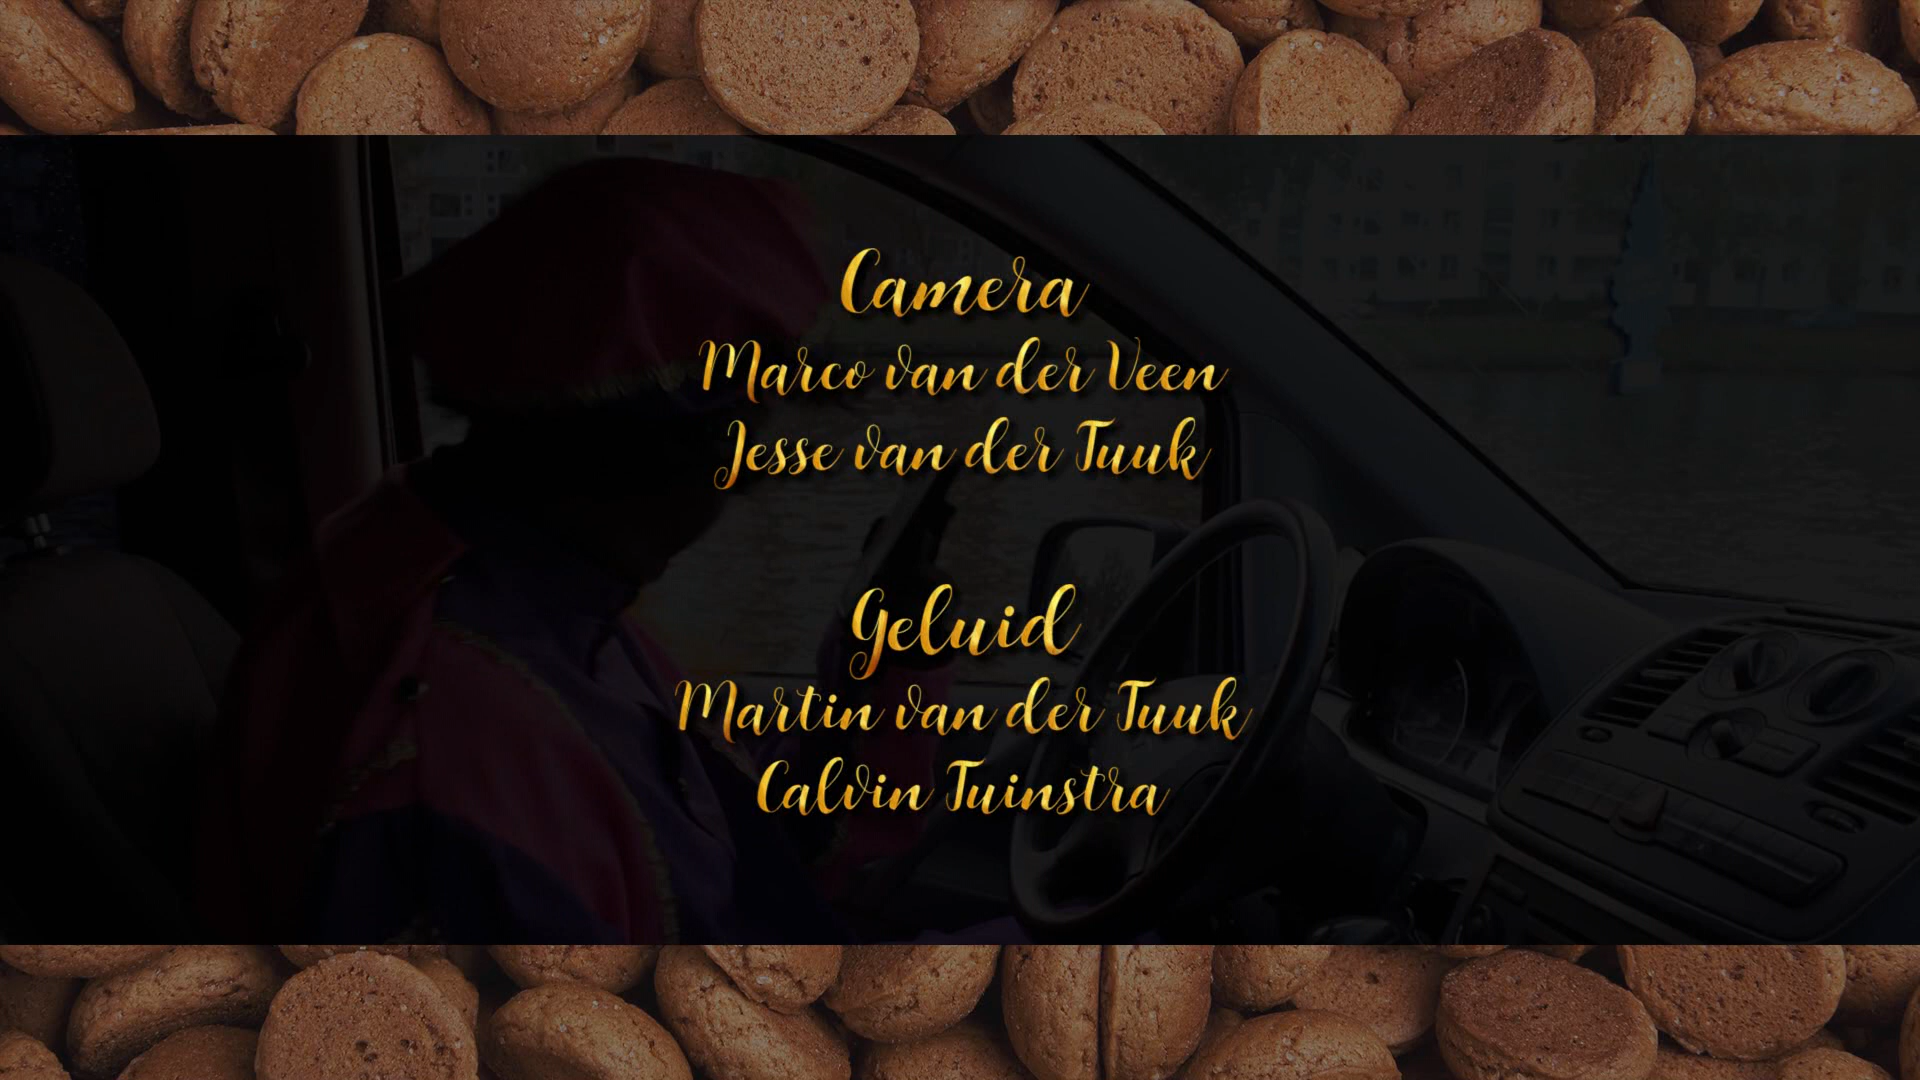 Camera
Marco van der Veen
Jesse van der Tuuk
Geluid
Martin van der Tuuk
Calvin Tuinstra